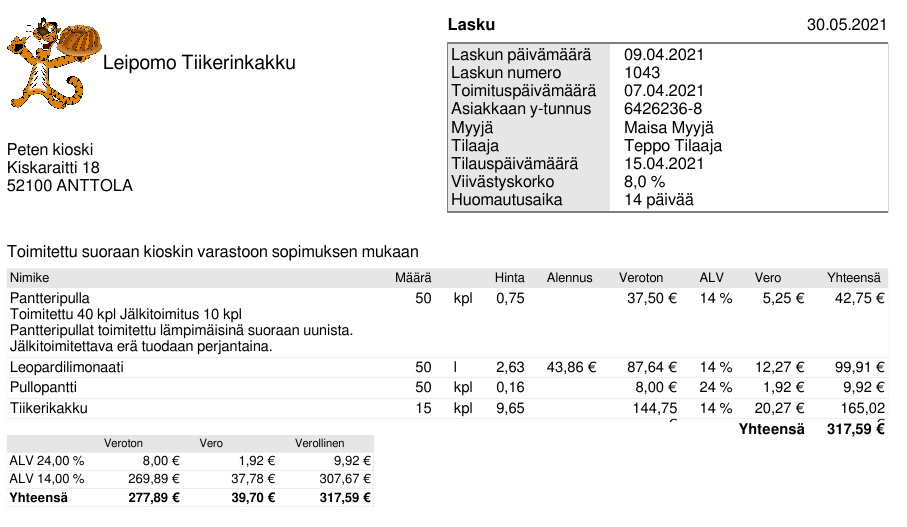 Lasku 30.05.2021
Leipomo Tiikerinkakku
Laskun päivämäärä 09.04.2021
Laskun numero 1043
Toimituspäivämäärä 07.04.2021
Asiakkaan y-tunnus 6426236-8
Myyjä Maisa Myyjä
Tilaaja Teppo Tilaaja
Tilauspäivämäärä 15.04.2021
Viivästyskorko 8,0 %
Huomautusaika 14 päivää
Peten kioski
Kiskaraitti 18
52100 ANTTOLA
Toimitettu suoraan kioskin varastoon sopimuksen mukaan
Nimike Määrä Hinta Alennus Veroton ALV Vero Yhteensä
Pantteripulla 50 kpl 0,75 37,50 € 14 % 5,25 € 42,75 €
Toimitettu 40 kpl Jälkitoimitus 10 kpl
Pantteripullat toimitettu lämpimäisinä suoraan uunista.
Jälkitoimitettava erä tuodaan perjantaina.
Leopardilimonaati 50 l 2,63 43,86 € 87,64 € 14 % 12,27 € 99,91 €
Pullopantti 50 kpl 0,16 8,00 € 24 % 1,92 € 9,92 €
Tiikerikakku 15 kpl 9,65 144,75 14 % 20,27 € 165,02
Yhteensä 317,59 €
Veroton Vero Verollinen
ALV 24,00 % 8,00 € 1,92 € 9,92 €
ALV 14,00 % 269,89 € 37,78 € 307,67 €
Yhteensä 277,89 € 39,70 € 317,59 €